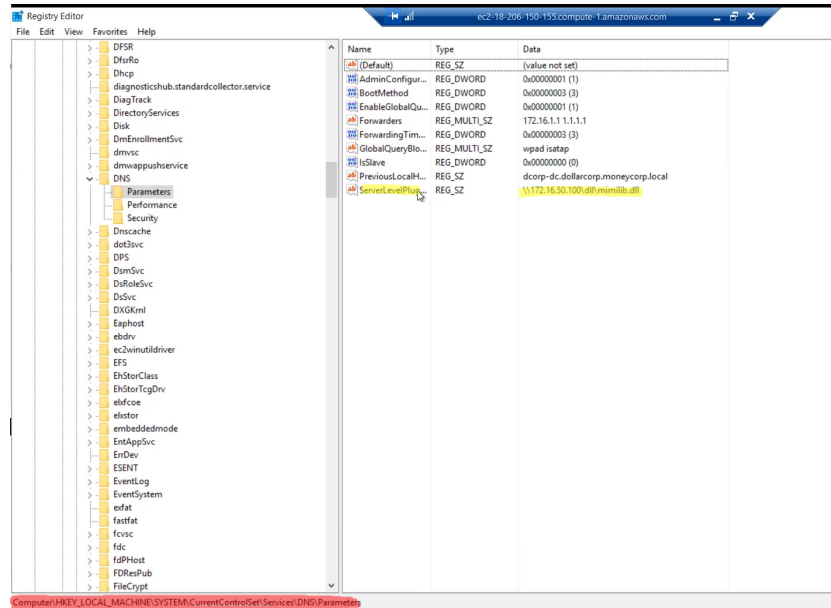 Registry Editor
ec2-18-206-150-155.compute-1.amazonaws.com
File Edit View Favorites Help
DFSR
DfsrRo
Dhcp
diagnosticshub.standardcollector.service
DiagTrack
DirectoryServices
Disk
DmEnrollmentSvc
dmvsc
dmwappushservice
DNS
Parameters
Performance
Security
Dnscache
dot3svc
DPS
DsmSvc
DsRoleSvc
DsSvc
DXGKrnl
Eaphost
ebdrv
ec2winutildriver
EFS
EhStorClass
EhStorTcgDrv
elxfcoe
elxstor
embeddedmode
EntAppSvc
ErrDev
ESENT
EventLog
EventSystem
exfat
fastfat
fcvsc
fdc
fdPHost
FDResPub
FileCrypt
Name Type Data
(Default) REG_SZ (value not set)
AdminConfigur... REG_DWORD 0x00000001 (1)
BootMethod REG_DWORD 0x00000003 (3)
EnableGlobalQu... REG_DWORD 0x00000001 (1)
Forwarders REG_MULTI_SZ 172.16.1.1 1.1.1.1
ForwardingTim... REG_DWORD 0x00000003 (3)
GlobalQueryBlo... REG_MULTI_SZ wpad isatap
IsSlave REG_DWORD 0x00000000 (0)
PreviousLocalH... REG_SZ dcorp-dc.dollarcorp.moneycorp.local
ServerLevelPlug... REG_SZ \\172.16.50.100\dll\mimilib.dll
Computer\HKEY_LOCAL_MACHINE\SYSTEM\CurrentControlSet\Services\DNS\Parameters